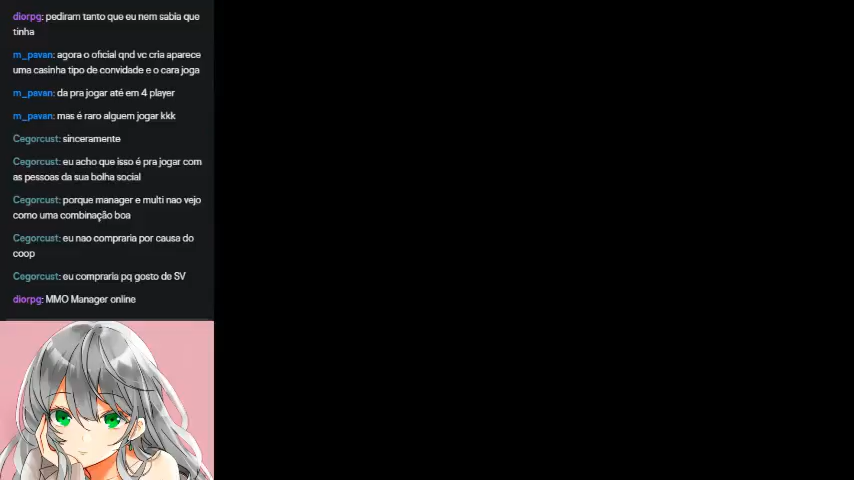 diorpg: pediram tanto que eu nem sabia que
tinha
m_pavan: agora o oficial qnd vc cria aparece
uma casinha tipo de convidade e o cara joga
m_pavan: da pra jogar até em 4 player
m_pavan: mas é raro alguem jogar kkk
Cegorcust: sinceramente
Cegorcust: eu acho que isso é pra jogar com
as pessoas da sua bolha social
Cegorcust: porque manager e multi nao vejo
como uma combinação boa
Cegorcust: eu nao compraria por causa do
coop
Cegorcust: eu compraria pq gosto de SV
diorpg: MMO Manager online